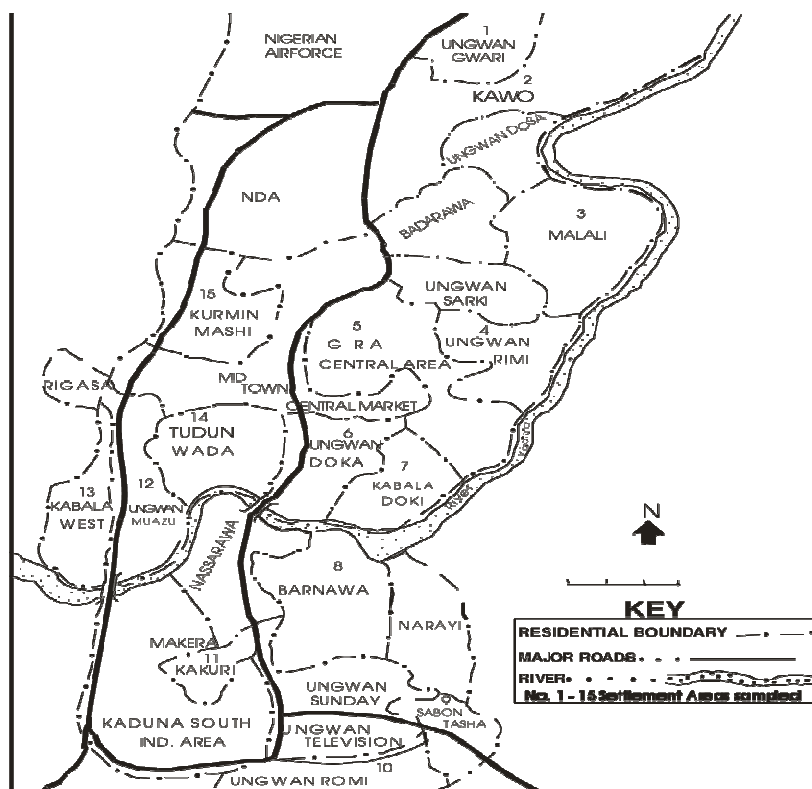 NIGERIAN
AIRFORCE
1
UNGWAN
GWARI
2
KAWO
UNGWAN DOSA
NDA
BADARAWA
3
MALALI
UNGWAN
SARKI
15
KURMIN
MASHI
5
G R A
CENTRAL AREA
4
UNGWAN
RIMI
RIGASA
MID
TOWN
CENTRAL MARKET
14
TUDUN
WADA
6
UNGWAN
DOKA
7
KABALA
DOKI
River
Kaduna
13
KABALA
WEST
12
UNGWAN
MUAZU
NASSARAWA
N
8
BARNAWA
NARAYI
MAKERA
11
KAKURI
UNGWAN
SUNDAY
9
SABON
TASHA
KADUNA SOUTH
IND. AREA
UNGWAN
TELEVISION
10
UNGWAN ROMI
KEY
RESIDENTIAL BOUNDARY
MAJOR ROADS
RIVER
No. 1 - 15 Settlement Areas sampled